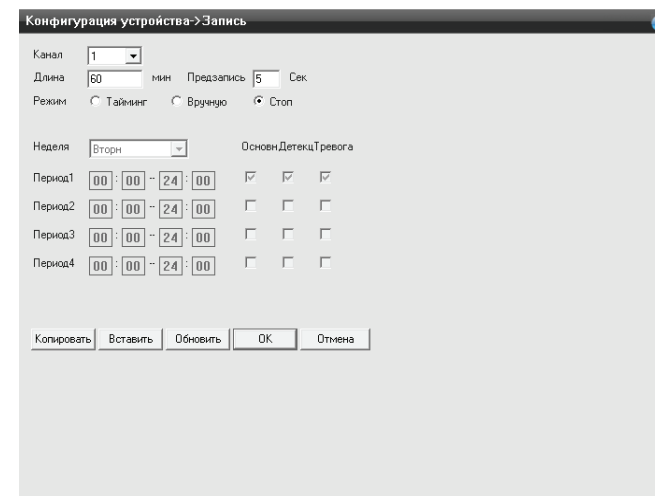 Конфигурация устройства->Запись
Канал 1
Длина 60 мин Предзапись 5 Сек
Режим Тайминг Вручную Стоп
Неделя Вторн ОсновнДетекцТревога
Период1 00 : 00 - 24 : 00
Период2 00 : 00 - 24 : 00
Период3 00 : 00 - 24 : 00
Период4 00 : 00 - 24 : 00
Копировать Вставить Обновить OK Отмена